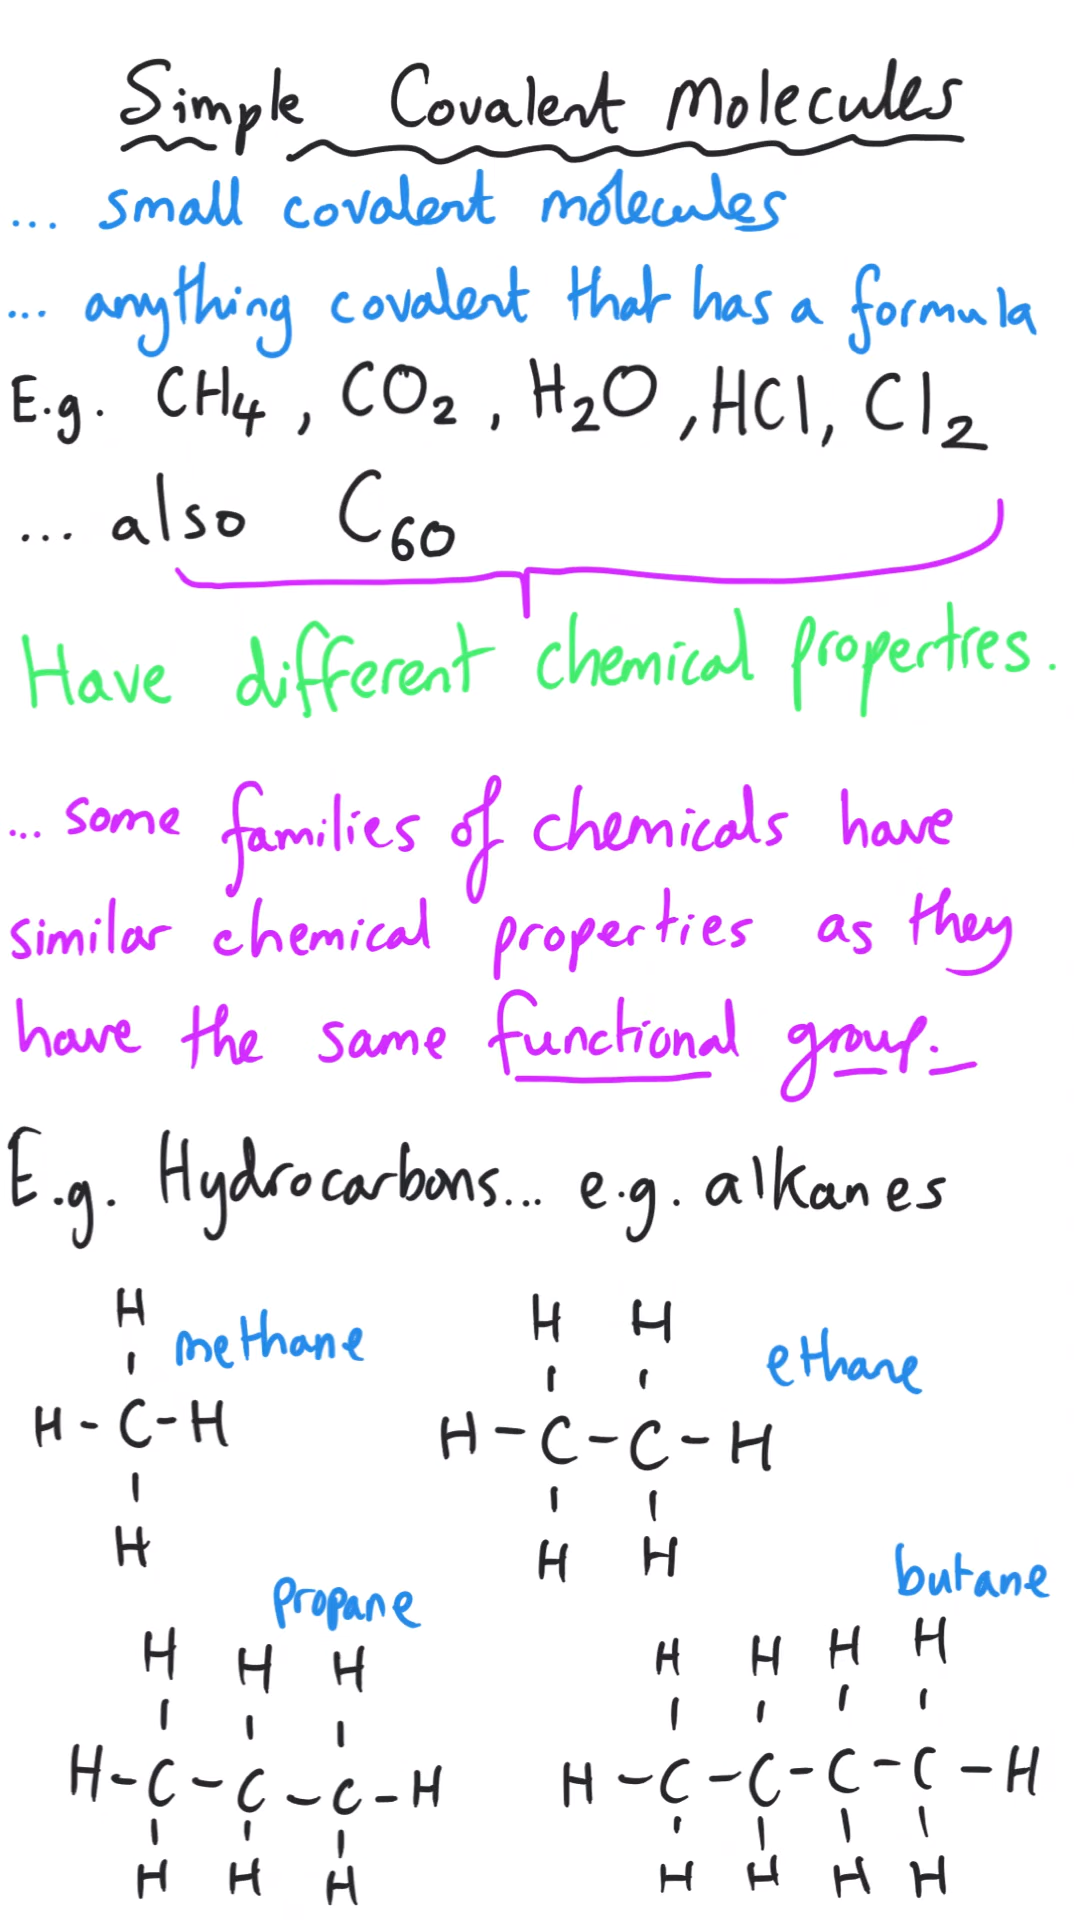 Simple Covalent Molecules
... small covalent molecules
... anything covalent that has a formula
E.g. CH₄, CO₂, H₂O, HCl, Cl₂
... also C₆₀
Have different chemical properties.
... some families of chemicals have
similar chemical properties as they
have the same functional group.
E.g. Hydrocarbons... e.g. alkanes
methane
H
H-C-H
H
ethane
H H
H-C-C-H
H H
propane
H H H
H-C-C-C-H
H H H
butane
H H H H
H-C-C-C-C-H
H H H H